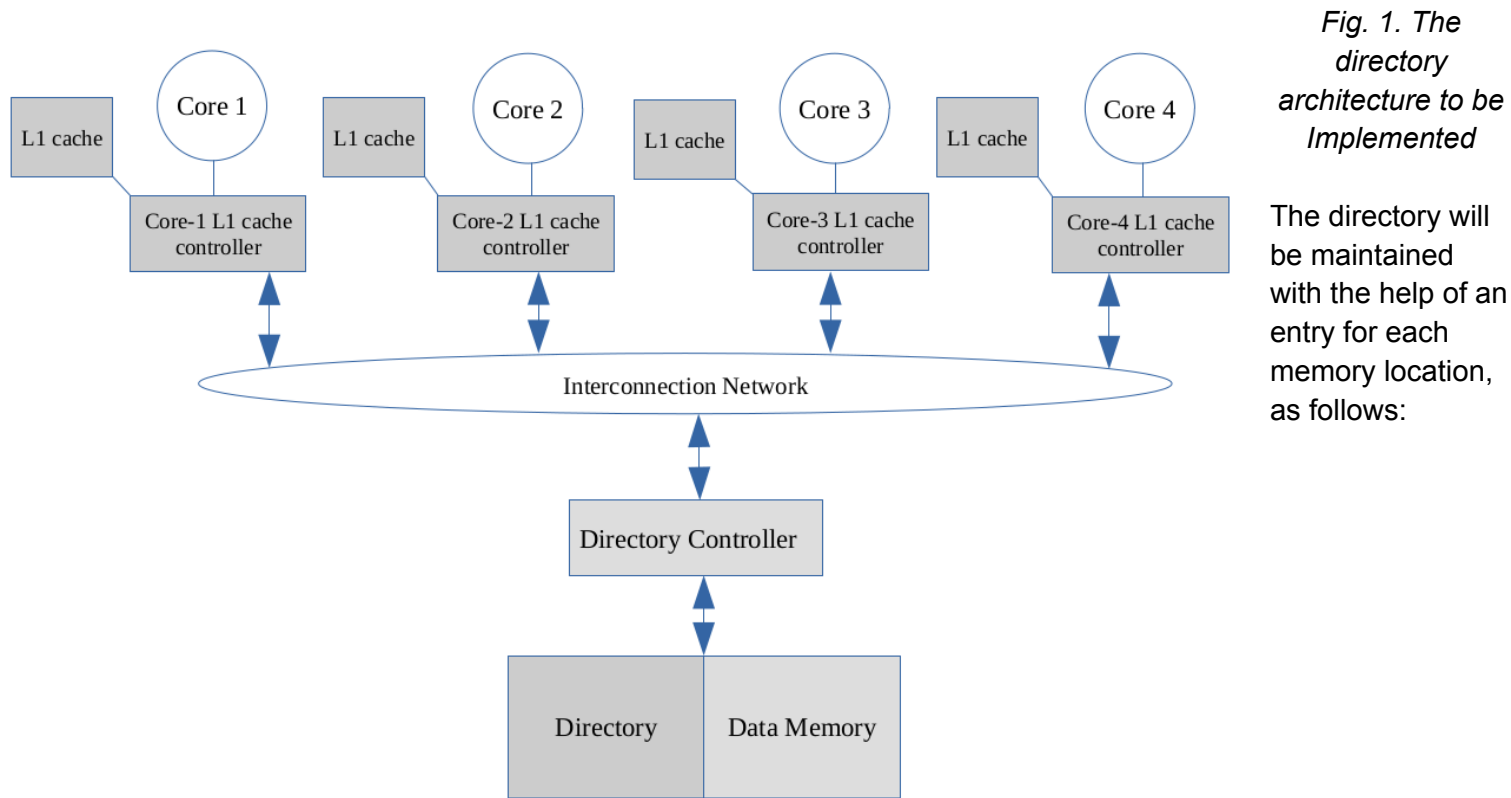 Fig. 1. The
directory
architecture to be
Implemented
Core 1
Core 2
Core 3
Core 4
L1 cache
L1 cache
L1 cache
L1 cache
Core-1 L1 cache
controller
Core-2 L1 cache
controller
Core-3 L1 cache
controller
Core-4 L1 cache
controller
The directory will
be maintained
with the help of an
entry for each
memory location,
as follows:
Interconnection Network
Directory Controller
Directory
Data Memory